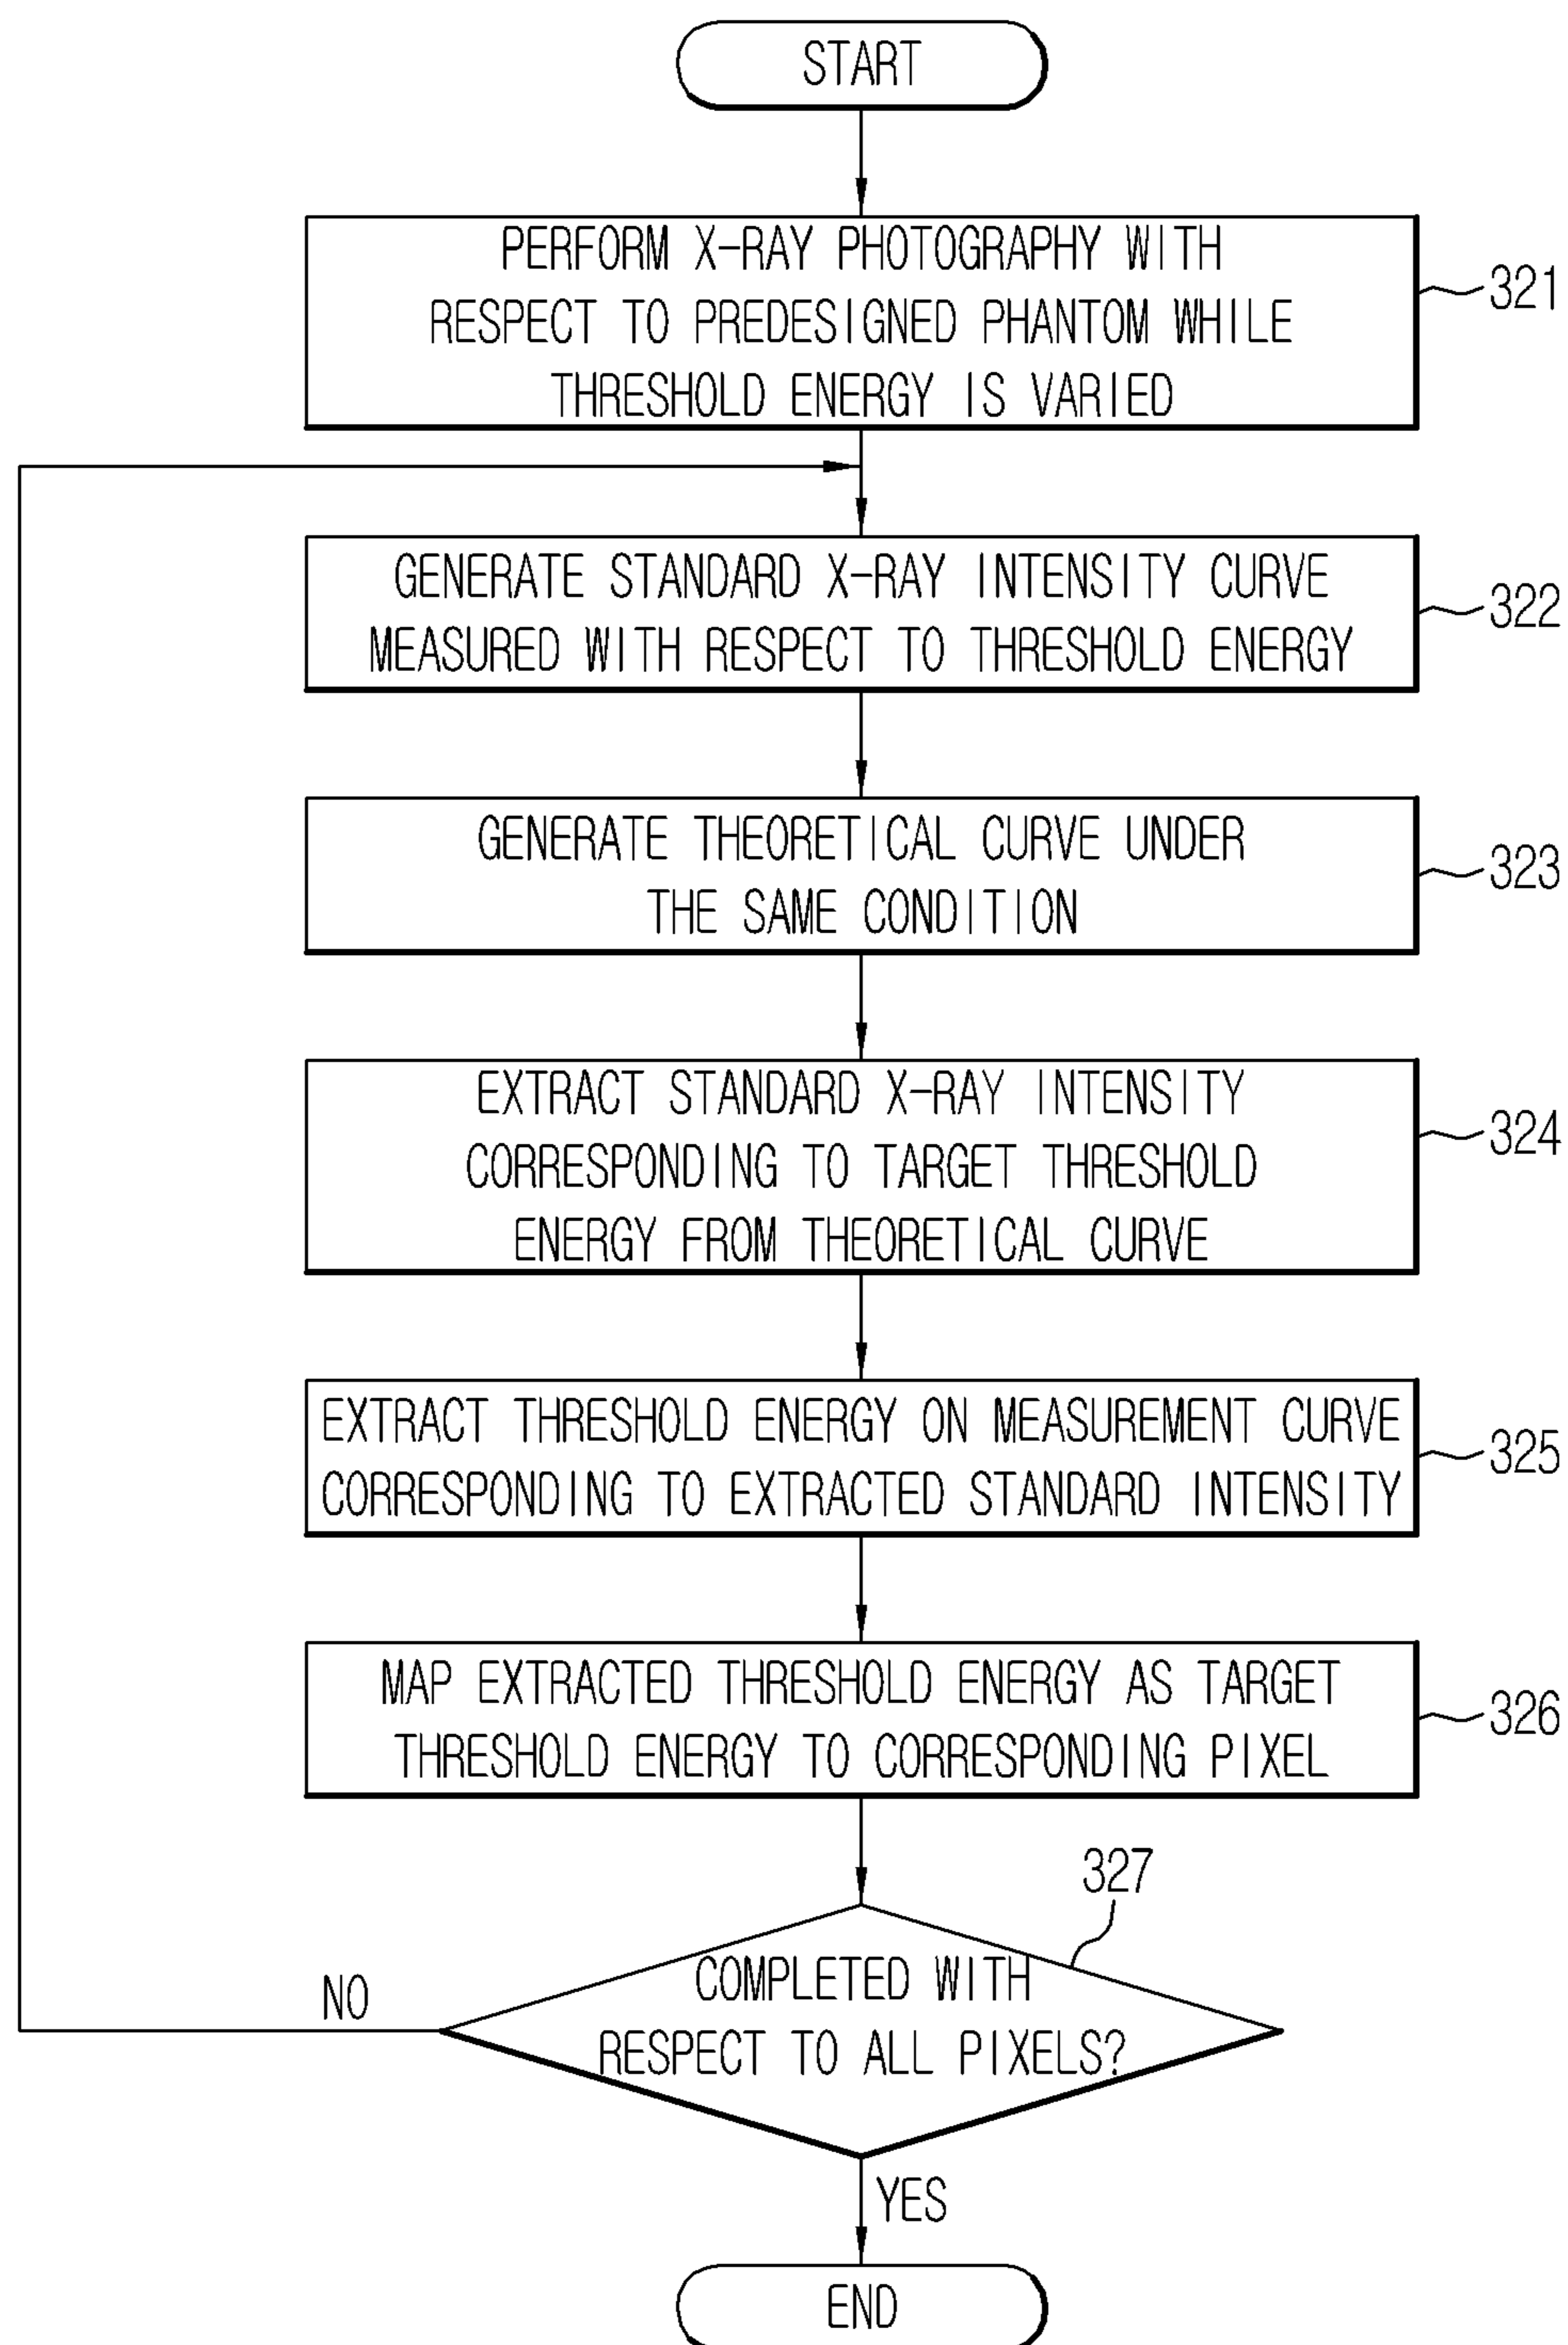 START
PERFORM X-RAY PHOTOGRAPHY WITH
RESPECT TO PREDESIGNED PHANTOM WHILE
THRESHOLD ENERGY IS VARIED
321
GENERATE STANDARD X-RAY INTENSITY CURVE
MEASURED WITH RESPECT TO THRESHOLD ENERGY
322
GENERATE THEORETICAL CURVE UNDER
THE SAME CONDITION
323
EXTRACT STANDARD X-RAY INTENSITY
CORRESPONDING TO TARGET THRESHOLD
ENERGY FROM THEORETICAL CURVE
324
EXTRACT THRESHOLD ENERGY ON MEASUREMENT CURVE
CORRESPONDING TO EXTRACTED STANDARD INTENSITY
325
MAP EXTRACTED THRESHOLD ENERGY AS TARGET
THRESHOLD ENERGY TO CORRESPONDING PIXEL
326
327
COMPLETED WITH
RESPECT TO ALL PIXELS?
NO
YES
END